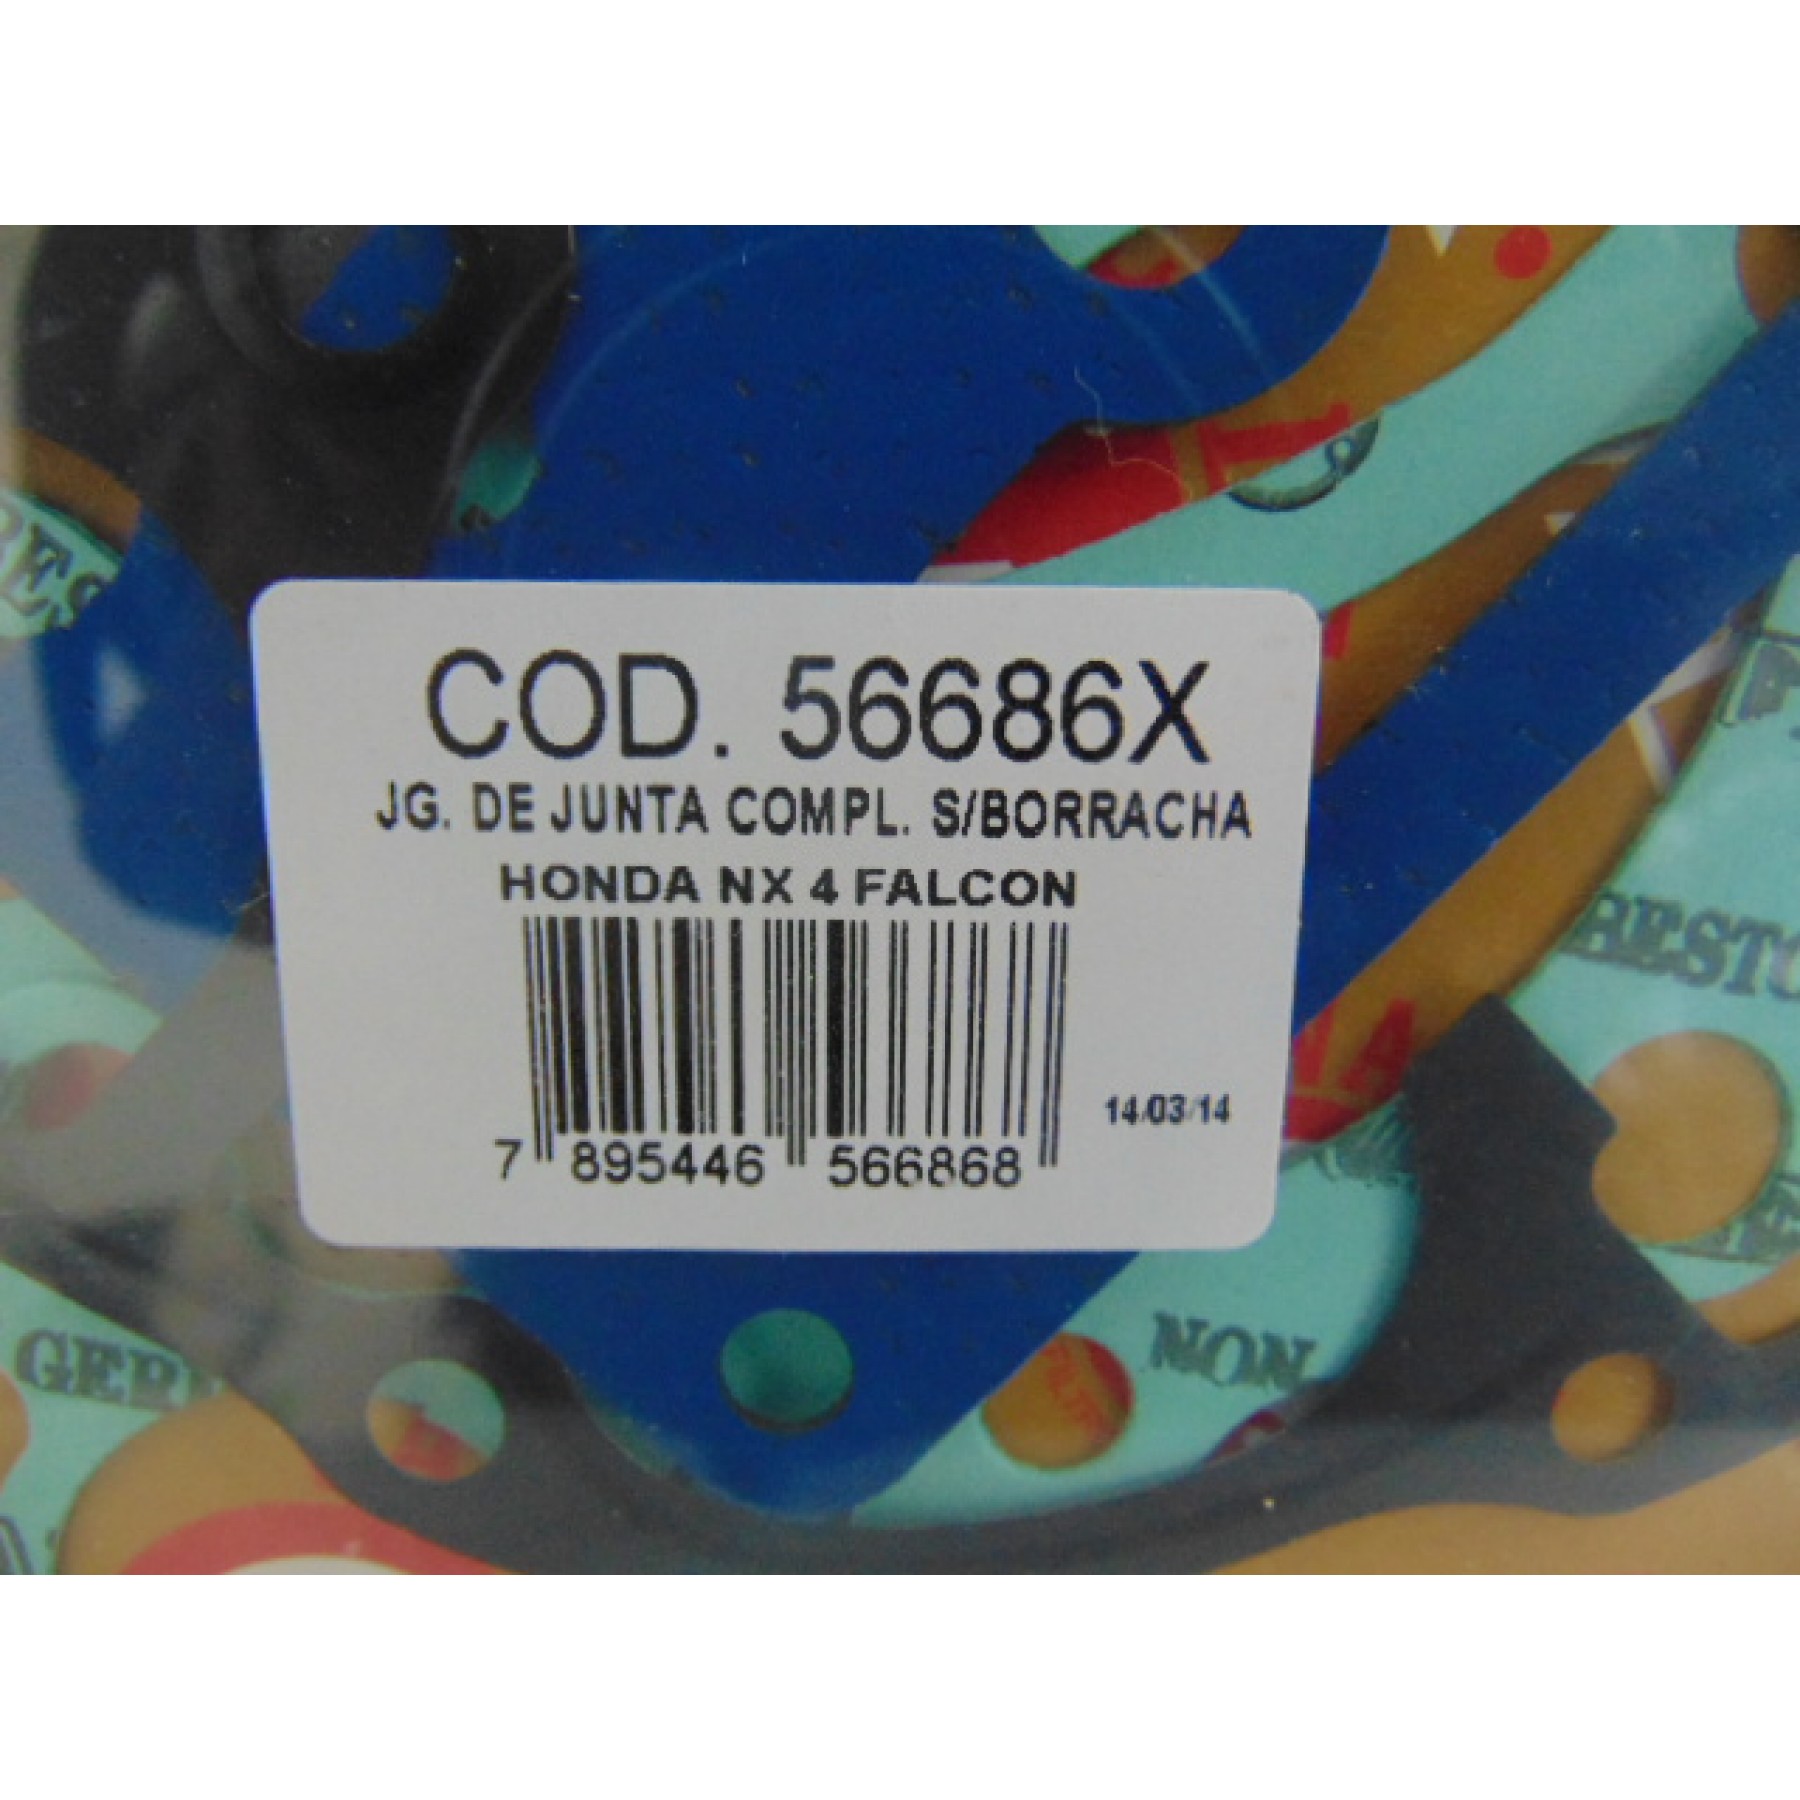 COD. 56686X
JG. DE JUNTA COMPL. S/BORRACHA
HONDA NX 4 FALCON
14/03/14
7 895446 566868
NON